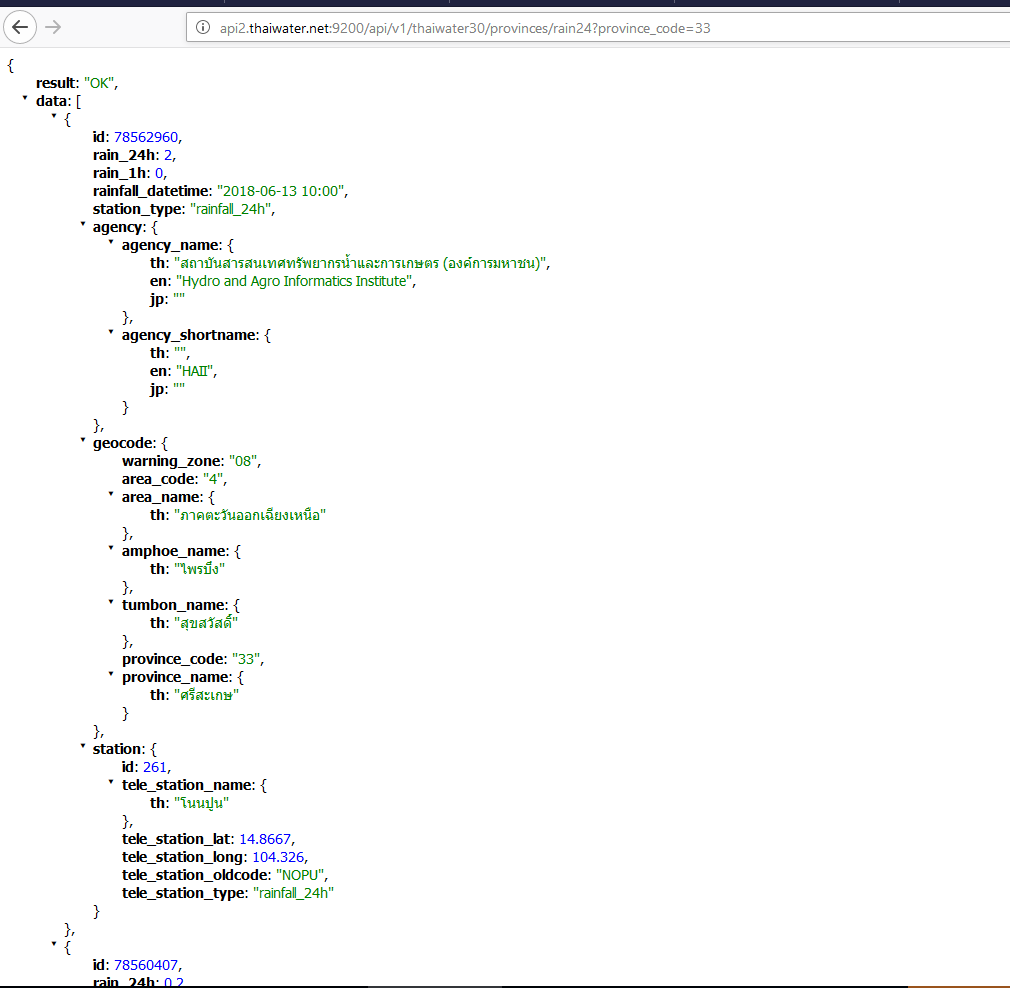 api2.thaiwater.net:9200/api/v1/thaiwater30/provinces/rain24?province_code=33
{
result: "OK",
data: [
{
id: 78562960,
rain_24h: 2,
rain_1h: 0,
rainfall_datetime: "2018-06-13 10:00",
station_type: "rainfall_24h",
agency: {
agency_name: {
th: "สถาบันสารสนเทศทรัพยากรน้ำและการเกษตร (องค์การมหาชน)",
en: "Hydro and Agro Informatics Institute",
jp: ""
},
agency_shortname: {
th: "",
en: "HAII",
jp: ""
}
},
geocode: {
warning_zone: "08",
area_code: "4",
area_name: {
th: "ภาคตะวันออกเฉียงเหนือ"
},
amphoe_name: {
th: "ไพรบึง"
},
tumbon_name: {
th: "สุขสวัสดิ์"
},
province_code: "33",
province_name: {
th: "ศรีสะเกษ"
}
},
station: {
id: 261,
tele_station_name: {
th: "โนนปูน"
},
tele_station_lat: 14.8667,
tele_station_long: 104.326,
tele_station_oldcode: "NOPU",
tele_station_type: "rainfall_24h"
}
},
{
id: 78560407,
rain_24h: 0.2